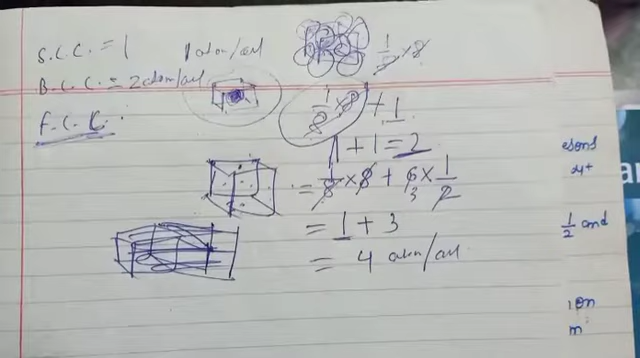 S.C.C. = 1 1 atom/cell
1/8 × 8
B.C.C. = 2 atom/cell
1/8 × 8 + 1
F.C.C.
1 + 1 = 2
= 1/8 × 8 + 6 3 × 1/2
= 1 + 3
= 4 atom/cell
1/2 and
m